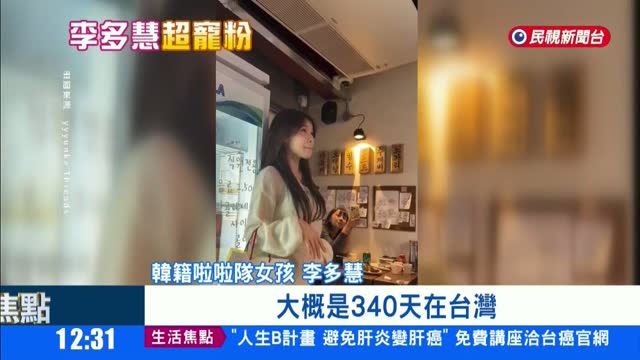 李多慧超寵粉
民視新聞台
yyyunko Threads
韓籍啦啦隊女孩 李多慧
大概是340天在台灣
焦點
12:31
生活焦點
"人生B計畫 避免肝炎變肝癌" 免費講座洽台癌官網